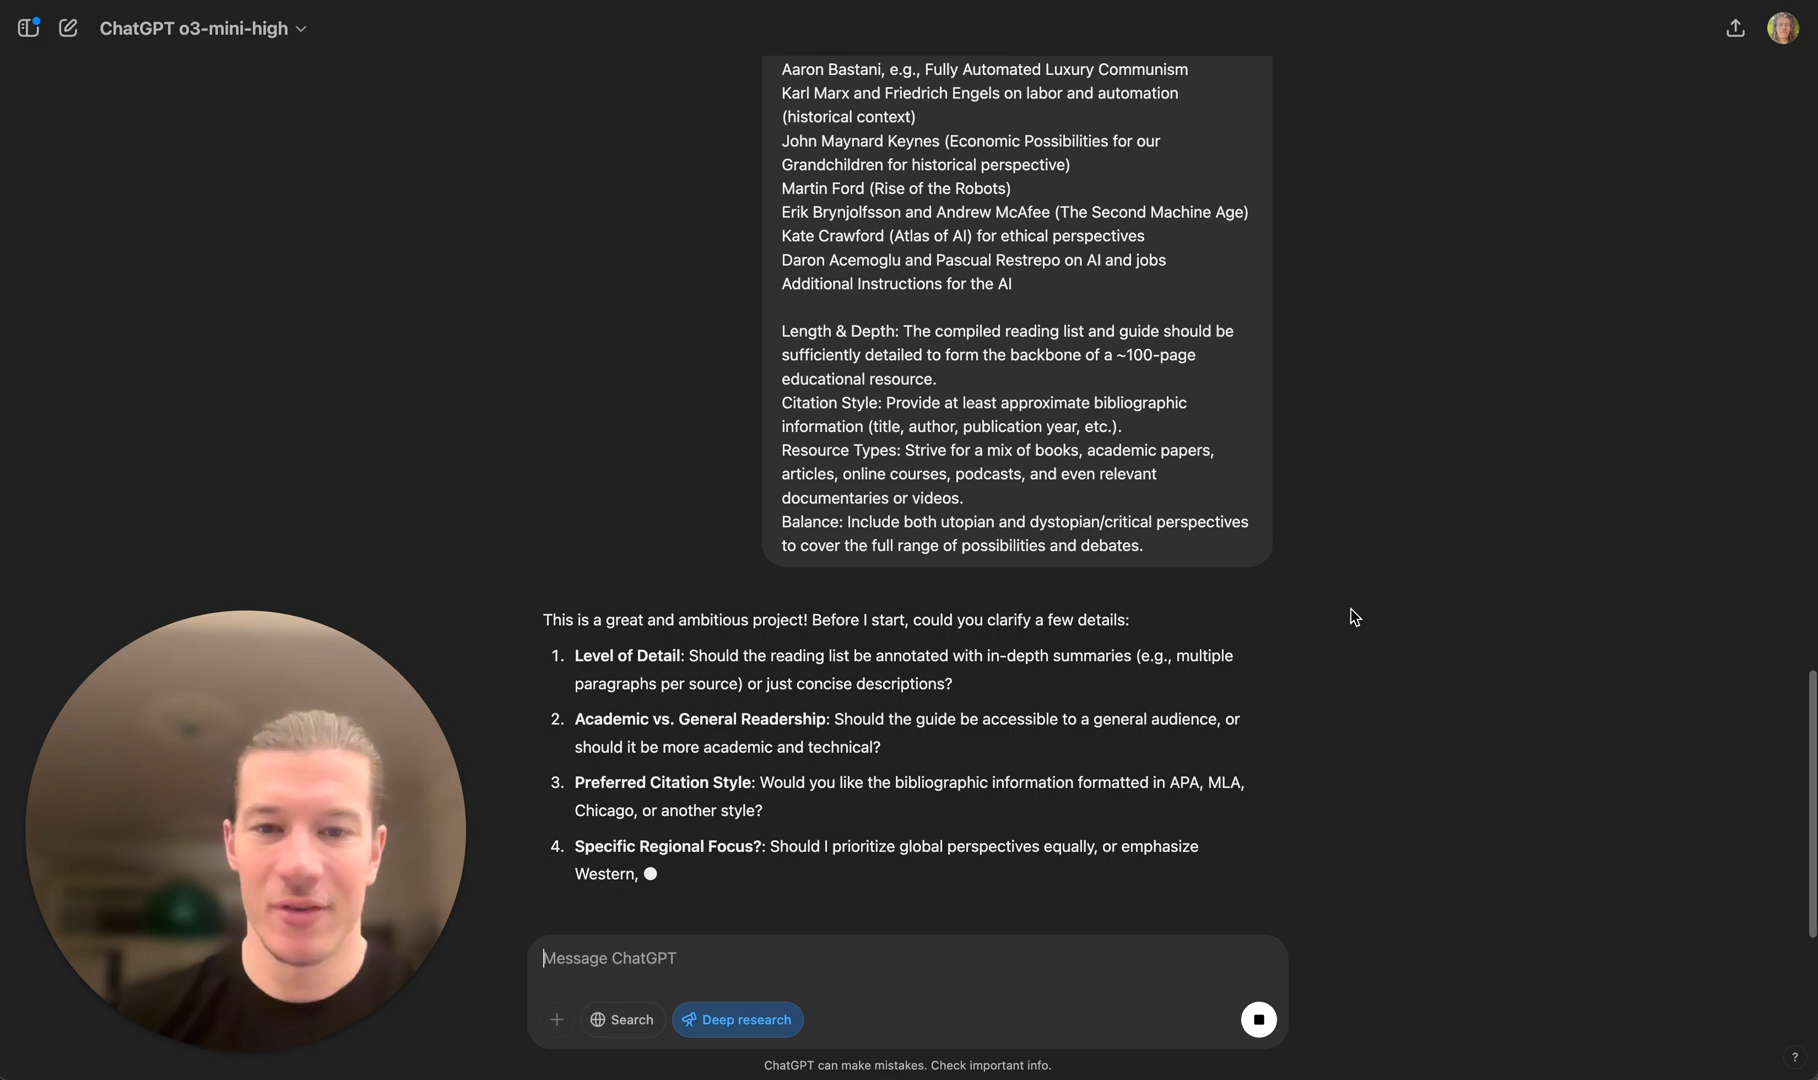 ChatGPT o3-mini-high
Aaron Bastani, e.g., Fully Automated Luxury Communism
Karl Marx and Friedrich Engels on labor and automation
(historical context)
John Maynard Keynes (Economic Possibilities for our
Grandchildren for historical perspective)
Martin Ford (Rise of the Robots)
Erik Brynjolfsson and Andrew McAfee (The Second Machine Age)
Kate Crawford (Atlas of AI) for ethical perspectives
Daron Acemoglu and Pascual Restrepo on AI and jobs
Additional Instructions for the AI
Length & Depth: The compiled reading list and guide should be
sufficiently detailed to form the backbone of a ~100-page
educational resource.
Citation Style: Provide at least approximate bibliographic
information (title, author, publication year, etc.).
Resource Types: Strive for a mix of books, academic papers,
articles, online courses, podcasts, and even relevant
documentaries or videos.
Balance: Include both utopian and dystopian/critical perspectives
to cover the full range of possibilities and debates.
This is a great and ambitious project! Before I start, could you clarify a few details:
1. Level of Detail: Should the reading list be annotated with in-depth summaries (e.g., multiple
paragraphs per source) or just concise descriptions?
2. Academic vs. General Readership: Should the guide be accessible to a general audience, or
should it be more academic and technical?
3. Preferred Citation Style: Would you like the bibliographic information formatted in APA, MLA,
Chicago, or another style?
4. Specific Regional Focus?: Should I prioritize global perspectives equally, or emphasize
Western,
Message ChatGPT
Search
Deep research
ChatGPT can make mistakes. Check important info.
?